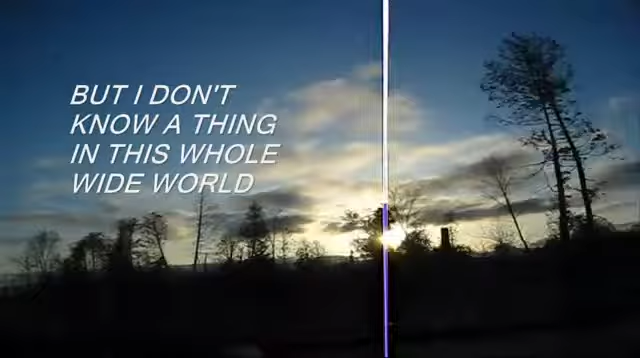 BUT I DON'T
KNOW A THING
IN THIS WHOLE
WIDE WORLD